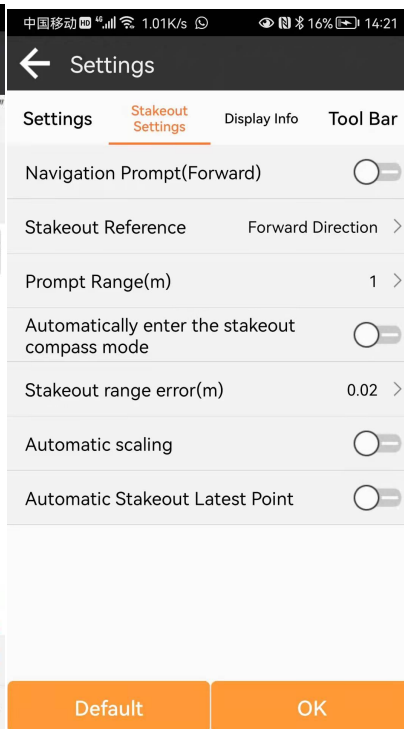 中国移动 HD 4G 1.01K/s 16% 14:21
Settings
Settings Stakeout Settings Display Info Tool Bar
Navigation Prompt(Forward)
Stakeout Reference Forward Direction
Prompt Range(m) 1
Automatically enter the stakeout
compass mode
Stakeout range error(m) 0.02
Automatic scaling
Automatic Stakeout Latest Point
Default OK